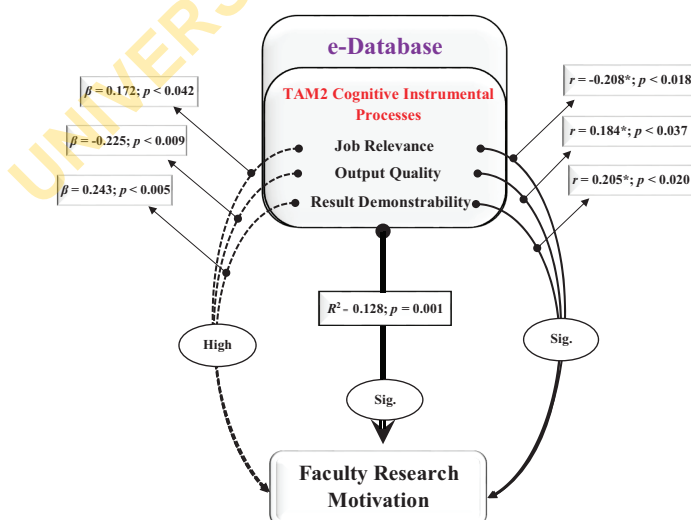 UNIVERS
e-Database
TAM2 Cognitive Instrumental
Processes
Job Relevance
Output Quality
Result Demonstrability
β = 0.172; p < 0.042
β = -0.225; p < 0.009
β = 0.243; p < 0.005
r = -0.208*; p < 0.018
r = 0.184*; p < 0.037
r = 0.205*; p < 0.020
R² - 0.128; p = 0.001
High
Sig.
Sig.
Faculty Research
Motivation